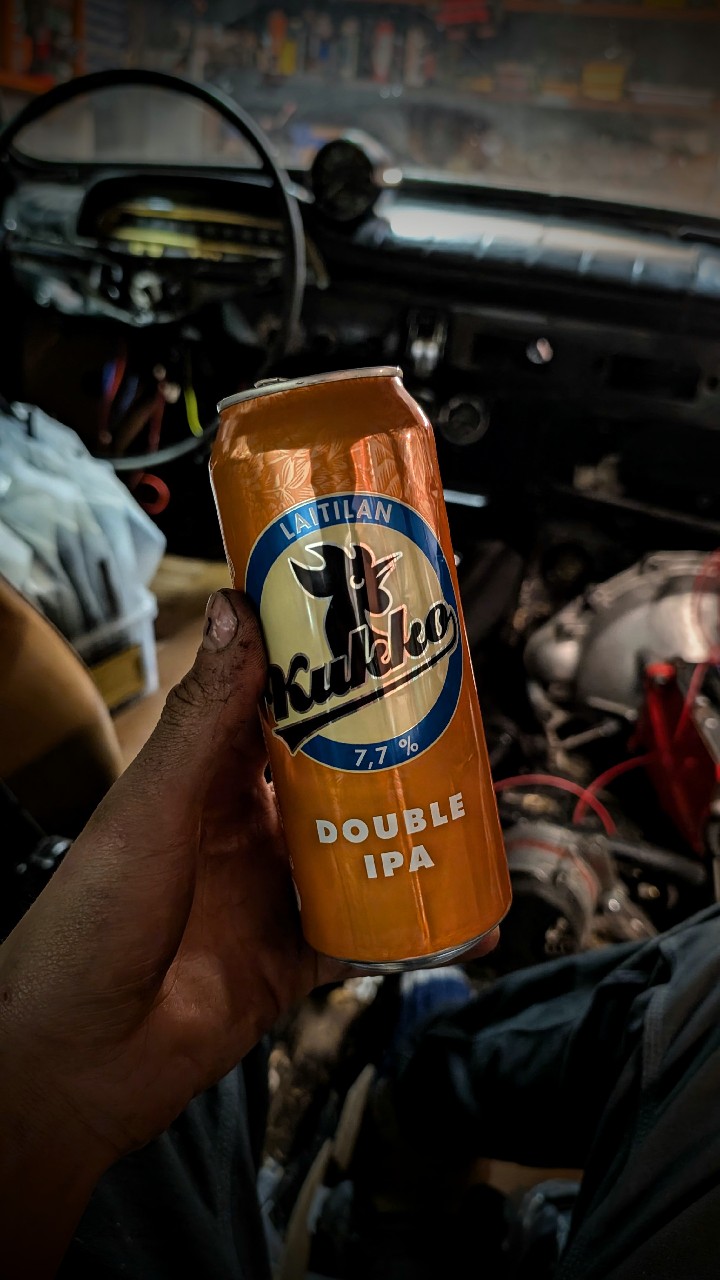 LAITILAN
Kukko
7,7 %
DOUBLE
IPA